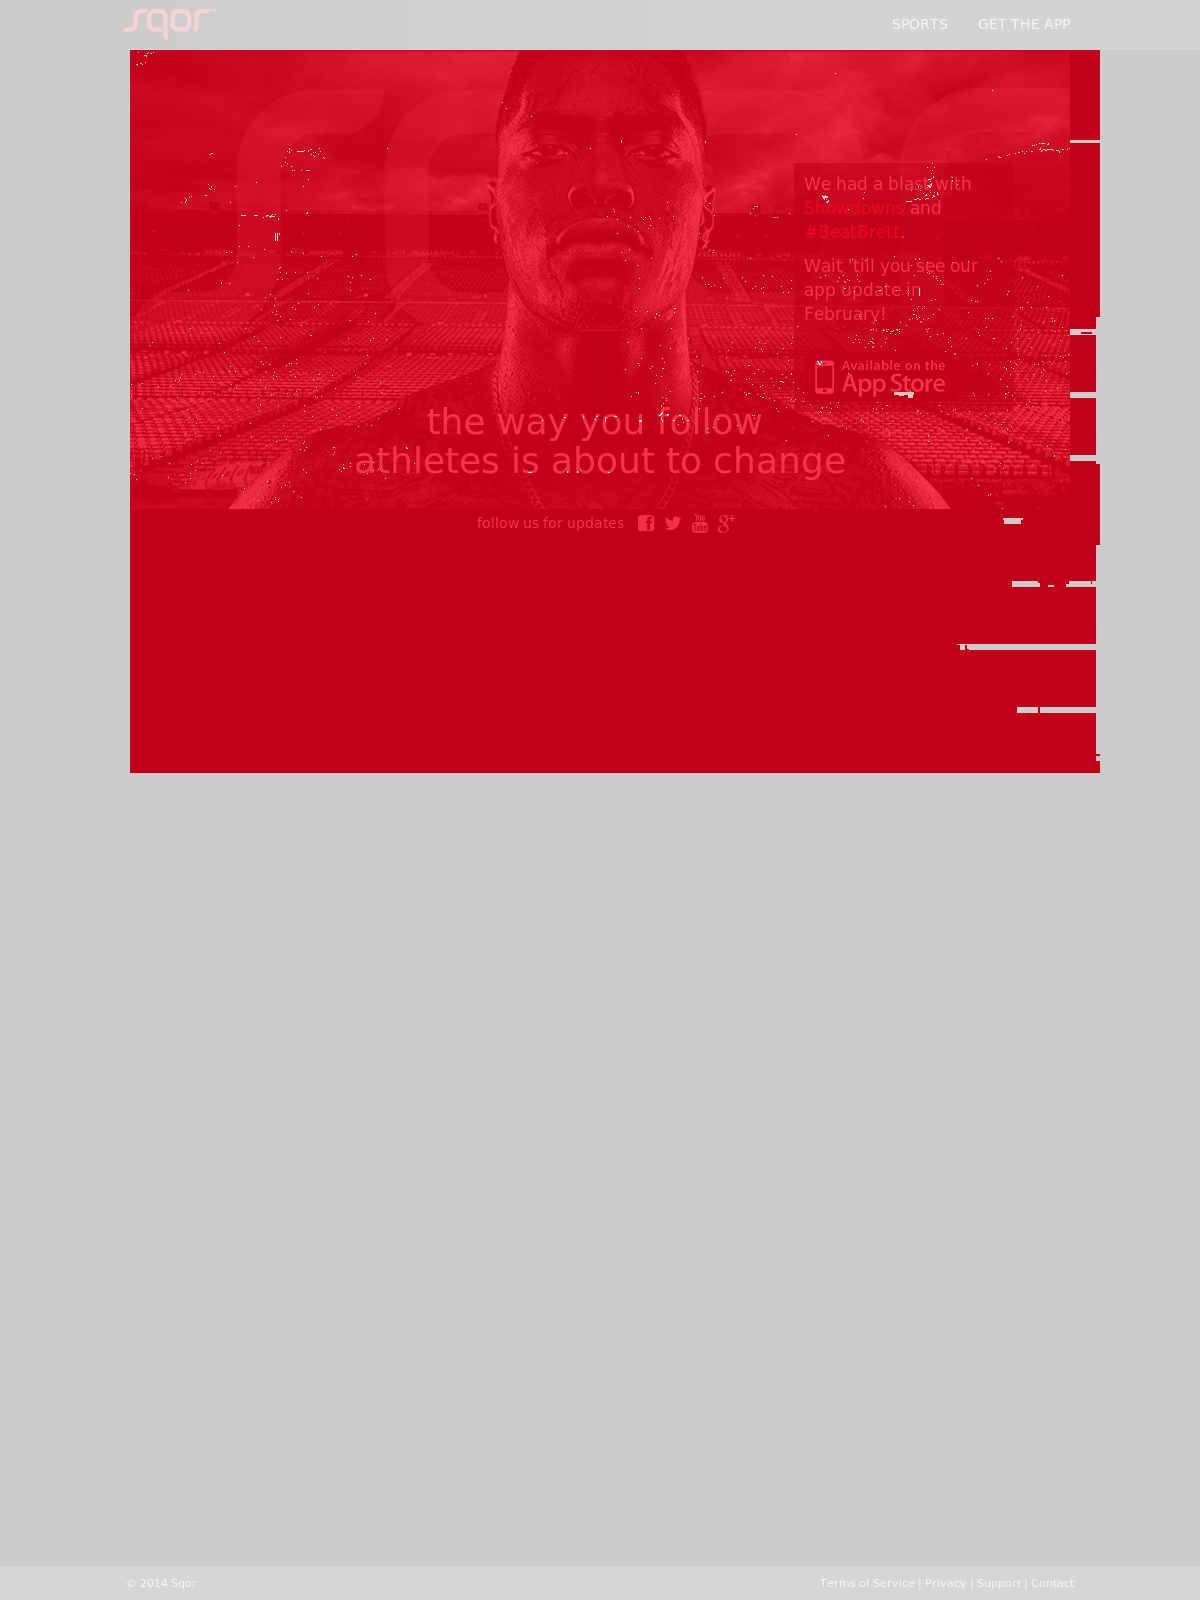 sqor
SPORTS
GET THE APP
We had a blast with
Showdowns and
#BeatBrett.
Wait 'till you see our
app update in
February!
Available on the
App Store
the way you follow
athletes is about to change
follow us for updates
© 2014 Sqor
Terms of Service | Privacy | Support | Contact